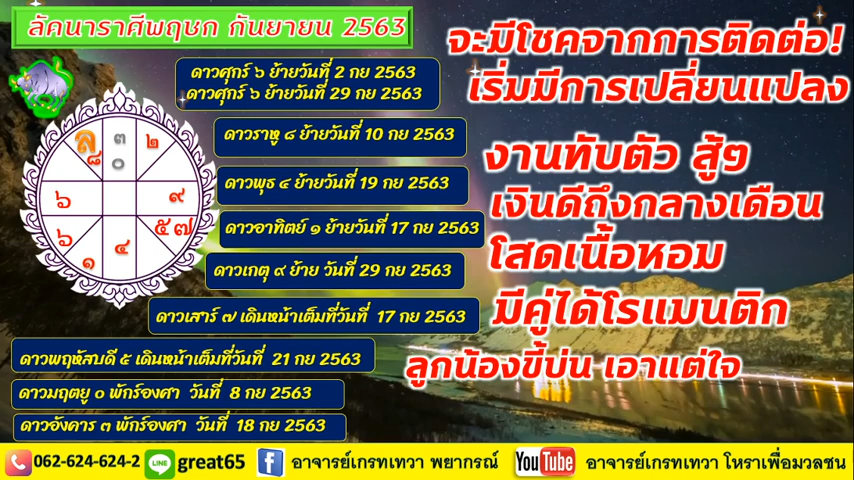 ลัคนาราศีพฤษก กันยายน 2563
จะมีโชคจากการติดต่อ!
เริ่มมีการเปลี่ยนแปลง
งานทับตัว สู้ๆ
เงินดีถึงกลางเดือน
โสดเนื้อหอม
มีคู่ได้โรแมนติก
ลูกน้องขี้บ่น เอาแต่ใจ
ดาวศุกร์ ๖ ย้ายวันที่ 2 กย 2563
ดาวศุกร์ ๖ ย้ายวันที่ 29 กย 2563
ดาวราหู ๘ ย้ายวันที่ 10 กย 2563
ดาวพุธ ๔ ย้ายวันที่ 19 กย 2563
ดาวอาทิตย์ ๑ ย้ายวันที่ 17 กย 2563
ดาวเกตุ ๙ ย้าย วันที่ 29 กย 2563
ดาวเสาร์ ๗ เดินหน้าเต็มที่วันที่ 17 กย 2563
ดาวพฤหัสบดี ๕ เดินหน้าเต็มที่วันที่ 21 กย 2563
ดาวมฤตยู ๐ พักร์องศา วันที่ 8 กย 2563
ดาวอังคาร ๓ พักร์องศา วันที่ 18 กย 2563
ล ๓ ๒
๘ ๐
๖ ๙
๖ ๕ ๗
๑ ๔
062-624-624-2 LINE great65 f อาจารย์เกรทเทวา พยากรณ์ YouTube อาจารย์เกรทเทวา โหราเพื่อมวลชน